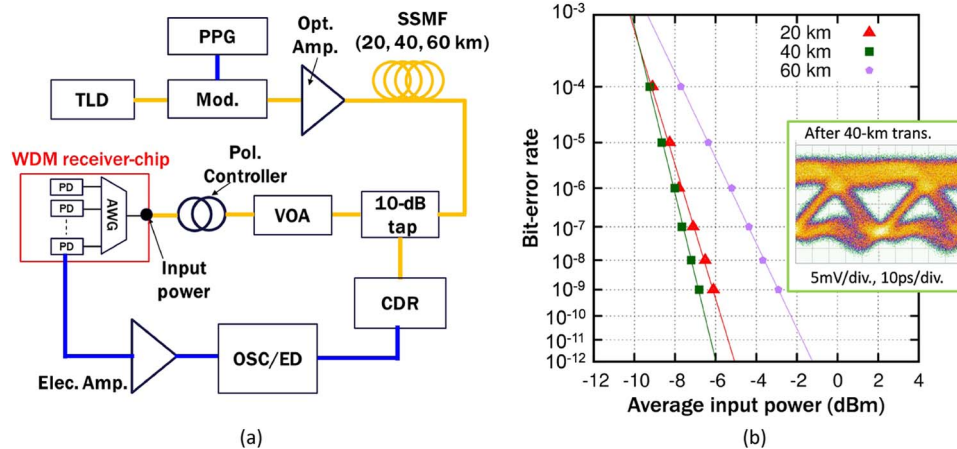 PPG
Opt.
Amp.
SSMF
(20, 40, 60 km)
TLD
Mod.
WDM receiver-chip
PD
PD
PD
AWG
Pol.
Controller
VOA
10-dB
tap
Input
power
CDR
Elec. Amp.
OSC/ED
(a)
Bit-error rate
10-3
10-4
10-5
10-6
10-7
10-8
10-9
10-10
10-11
10-12
20 km
40 km
60 km
After 40-km trans.
5mV/div., 10ps/div.
-12 -10 -8 -6 -4 -2 0 2 4
Average input power (dBm)
(b)